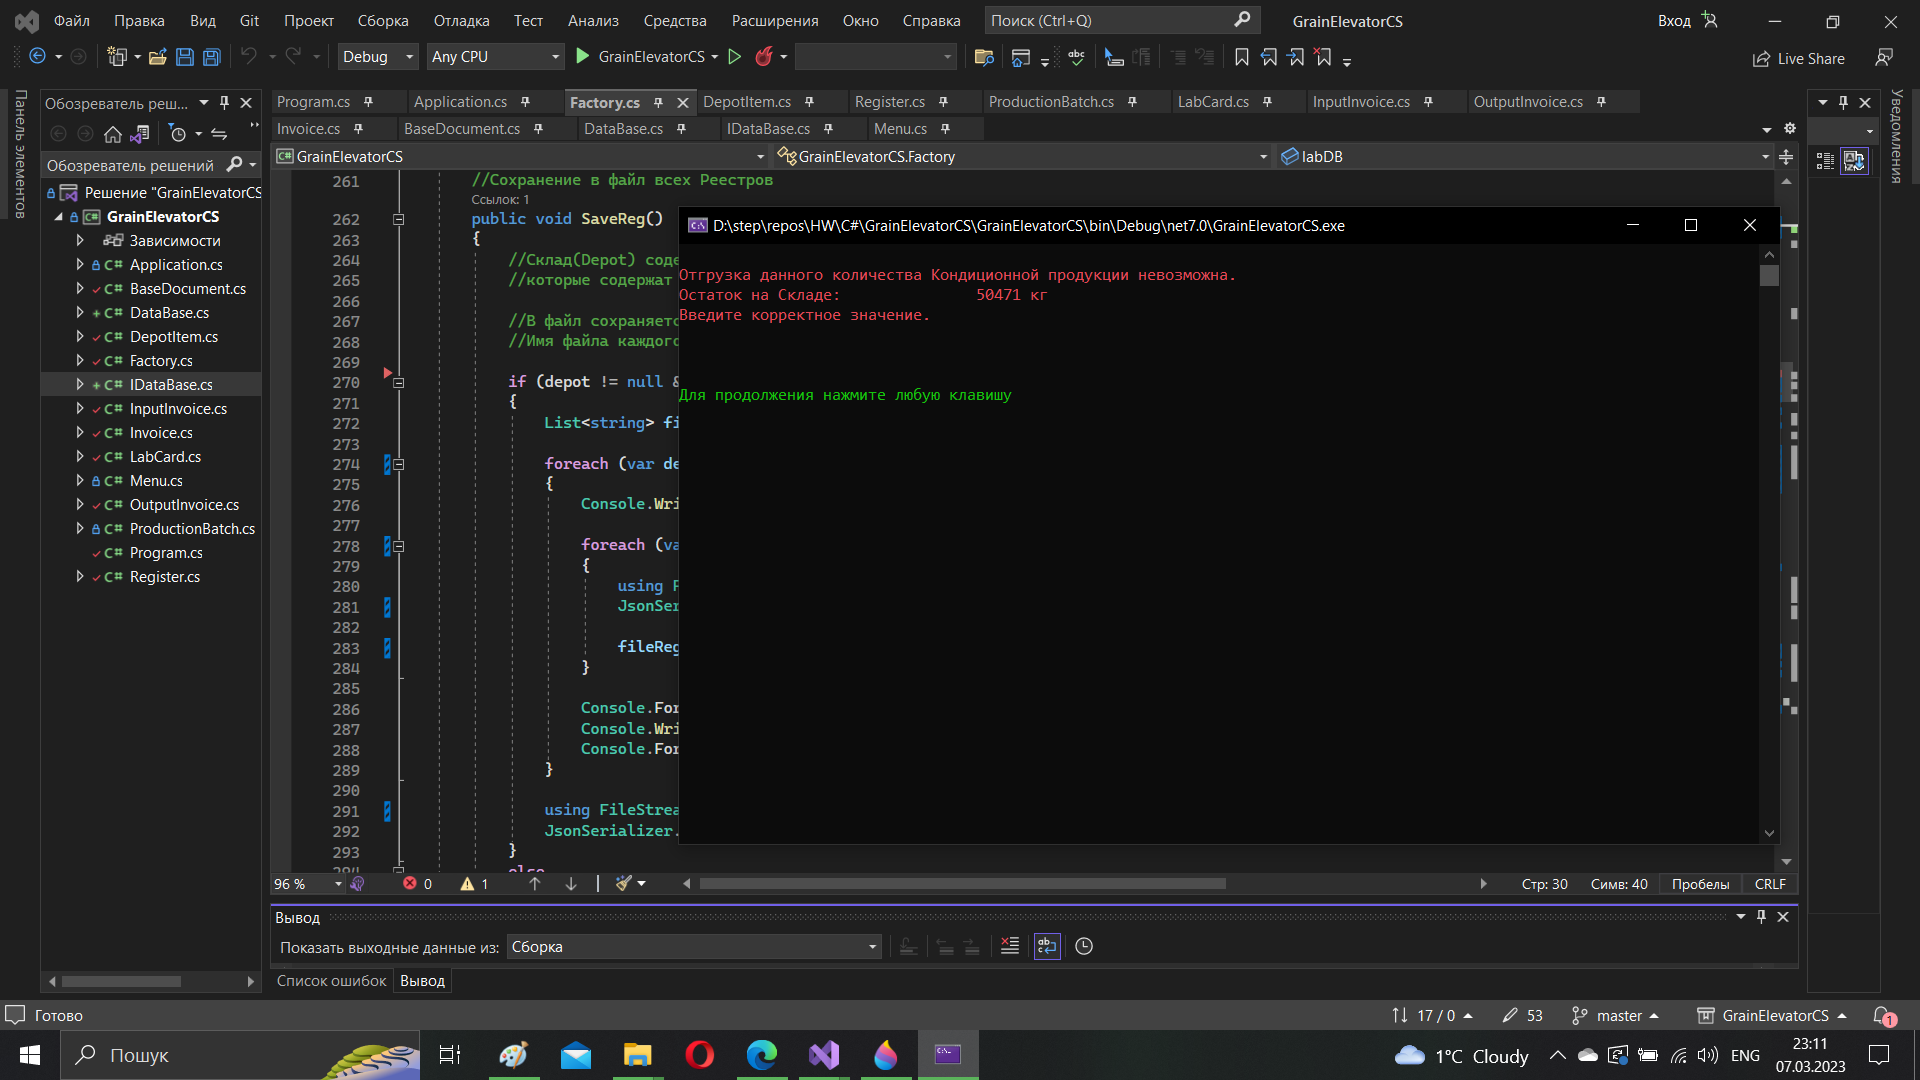 Файл Правка Вид Git Проект Сборка Отладка Тест Анализ Средства Расширения Окно Справка Поиск (Ctrl+Q) GrainElevatorCS Вход
Debug Any CPU GrainElevatorCS Live Share
Панель элементов
Обозреватель реш...
Обозреватель решений
Решение "GrainElevatorCS
GrainElevatorCS
Зависимости
C# Application.cs
C# BaseDocument.cs
C# DataBase.cs
C# DepotItem.cs
C# Factory.cs
C# IDataBase.cs
C# InputInvoice.cs
C# Invoice.cs
C# LabCard.cs
C# Menu.cs
C# OutputInvoice.cs
C# ProductionBatch.cs
C# Program.cs
C# Register.cs
Program.cs Application.cs Factory.cs DepotItem.cs Register.cs ProductionBatch.cs LabCard.cs InputInvoice.cs OutputInvoice.cs
Invoice.cs BaseDocument.cs DataBase.cs IDataBase.cs Menu.cs
GrainElevatorCS GrainElevatorCS.Factory labDB
261 //Сохранение в файл всех Реестров
Ссылок: 1
262 public void SaveReg()
263 {
264 //Склад(Depot) соде
265 //которые содержат
266
267 //В файл сохраняетс
268 //Имя файла каждого
269
270 if (depot != null &
271 {
272 List<string> fi
273
274 foreach (var de
275 {
276 Console.Wri
277
278 foreach (va
279 {
280 using F
281 JsonSer
282
283 fileReg
284 }
285
286 Console.For
287 Console.Wri
288 Console.For
289 }
290
291 using FileStrea
292 JsonSerializer.
293 }
294 else
D:\step\repos\HW\C#\GrainElevatorCS\GrainElevatorCS\bin\Debug\net7.0\GrainElevatorCS.exe
Отгрузка данного количества Кондиционной продукции невозможна.
Остаток на Складе: 50471 кг
Введите корректное значение.
Для продолжения нажмите любую клавишу
Уведомления
96 % 0 1 Стр: 30 Симв: 40 Пробелы CRLF
Вывод
Показать выходные данные из: Сборка
Список ошибок Вывод
Готово 17 / 0 53 master GrainElevatorCS 1
Пошук 1°C Cloudy ENG 23:11
07.03.2023